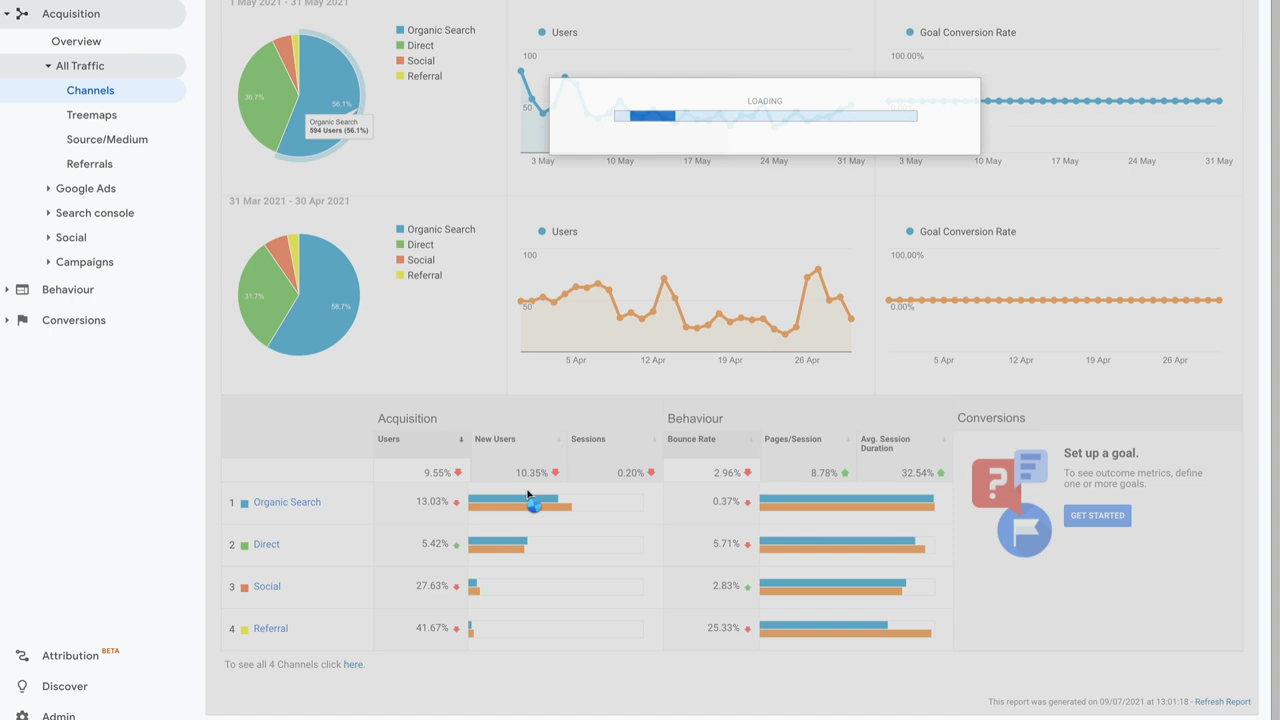 Acquisition
Overview
All Traffic
Channels
Treemaps
Source/Medium
Referrals
Google Ads
Search console
Social
Campaigns
Behaviour
Conversions
Attribution BETA
Discover
Admin
1 May 2021 - 31 May 2021
Organic Search
Direct
Social
Referral
36.7%
56.1%
Organic Search
594 Users (56.1%)
Users
100
50
3 May
10 May
17 May
24 May
31 May
Goal Conversion Rate
100.00%
0.00%
3 May
10 May
17 May
24 May
31 May
LOADING
31 Mar 2021 - 30 Apr 2021
Organic Search
Direct
Social
Referral
31.7%
58.7%
Users
100
50
5 Apr
12 Apr
19 Apr
26 Apr
Goal Conversion Rate
100.00%
0.00%
5 Apr
12 Apr
19 Apr
26 Apr
Acquisition
Behaviour
Conversions
Users
New Users
Sessions
Bounce Rate
Pages/Session
Avg. Session
Duration
9.55%
10.35%
0.20%
2.96%
8.78%
32.54%
1 Organic Search 13.03% 0.37%
2 Direct 5.42% 5.71%
3 Social 27.63% 2.83%
4 Referral 41.67% 25.33%
Set up a goal.
To see outcome metrics, define
one or more goals.
GET STARTED
To see all 4 Channels click here.
This report was generated on 09/07/2021 at 13:01:18 - Refresh Report